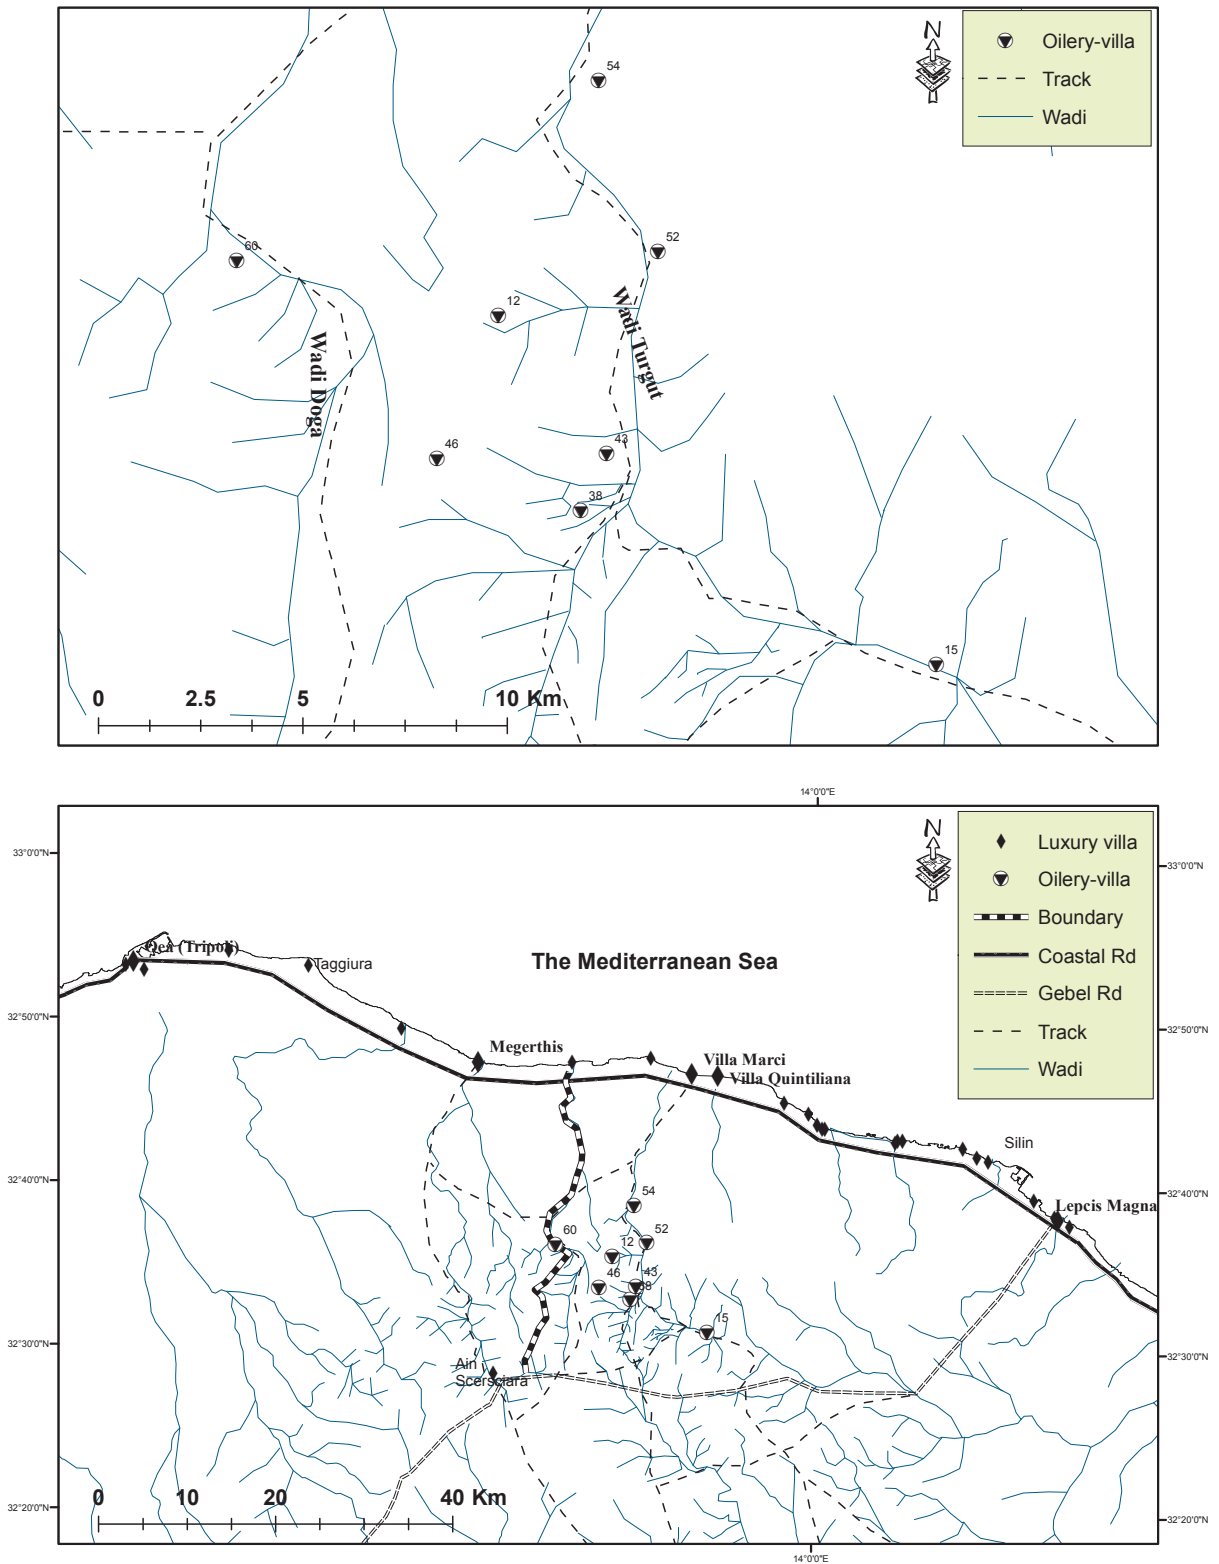 N
Oilery-villa
Track
Wadi
54
52
60
12
Wadi Turgut
Wadi Doga
46
43
38
15
0 2.5 5 10 Km
14°0'0"E
N
Luxury villa
Oilery-villa
Boundary
Coastal Rd
Gebel Rd
Track
Wadi
33°0'0"N
33°0'0"N
Oea (Tripoli)
Taggiura
The Mediterranean Sea
32°50'0"N
32°50'0"N
Megerthis
Villa Marci
Villa Quintiliana
Silin
32°40'0"N
32°40'0"N
Lepcis Magna
54
52
60
12
46
43
38
15
32°30'0"N
32°30'0"N
Ain
Scersciara
0 10 20 40 Km
32°20'0"N
32°20'0"N
14°0'0"E